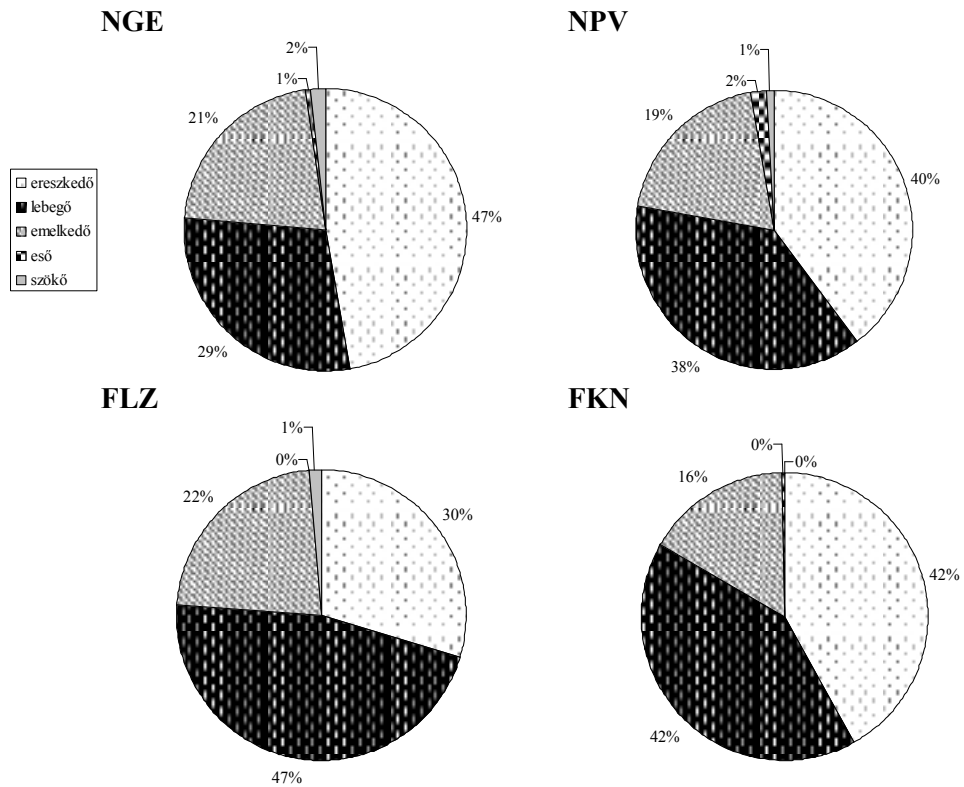 NGE
2%
1%
21%
47%
29%
NPV
1%
2%
19%
40%
38%
ereszkedő
lebegő
emelkedő
eső
szökő
FLZ
1%
0%
22%
30%
47%
FKN
0%
0%
16%
42%
42%